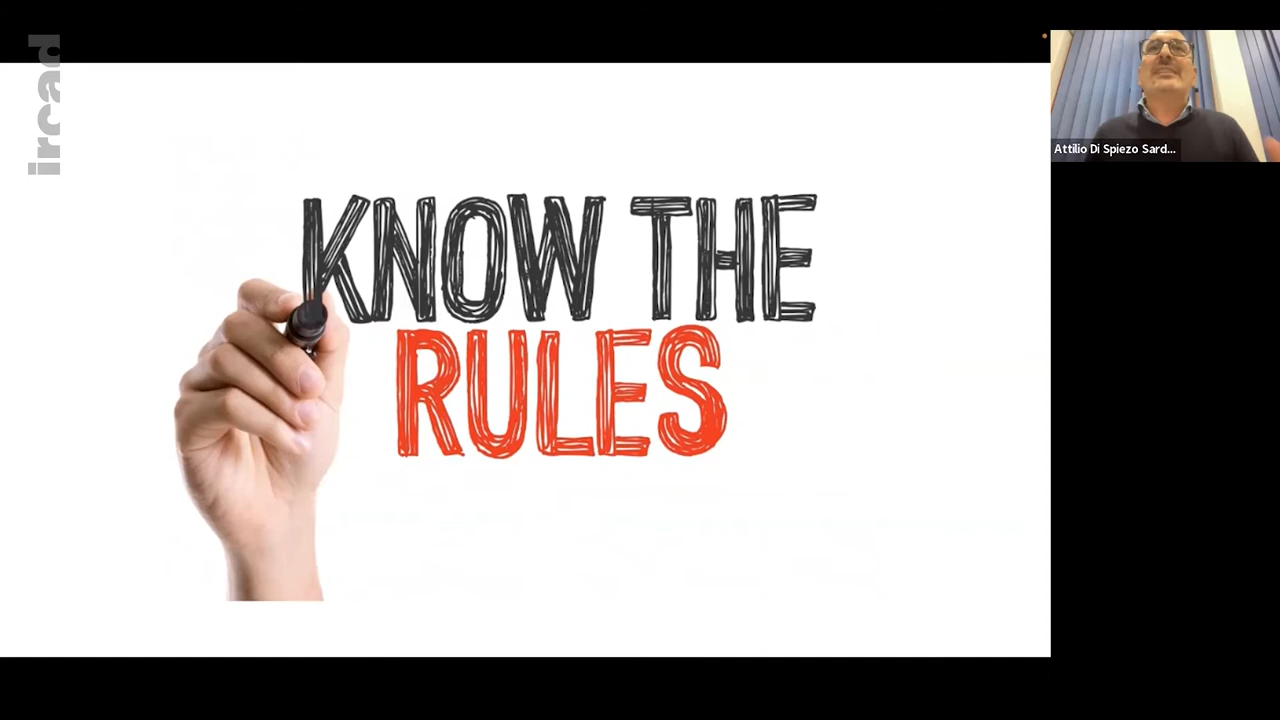 ircad
Attilio Di Spiezo Sard...
KNOW THE
RULES